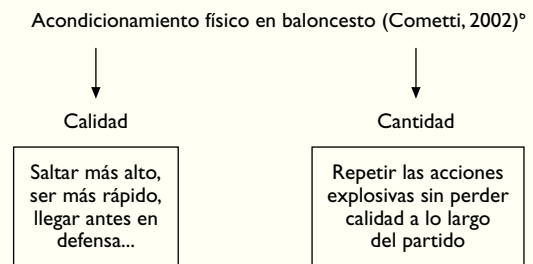 Acondicionamiento físico en baloncesto (Cometti, 2002)⁶
Calidad
Cantidad
Saltar más alto,
ser más rápido,
llegar antes en
defensa...
Repetir las acciones
explosivas sin perder
calidad a lo largo
del partido